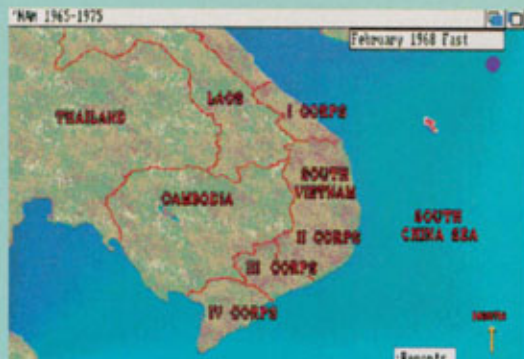 'NAM 1965-1975
February 1968 East
LAOS
I CORPS
THAILAND
SOUTH
VIETNAM
CAMBODIA
SOUTH
CHINA SEA
II CORPS
III CORPS
IV CORPS
Reports